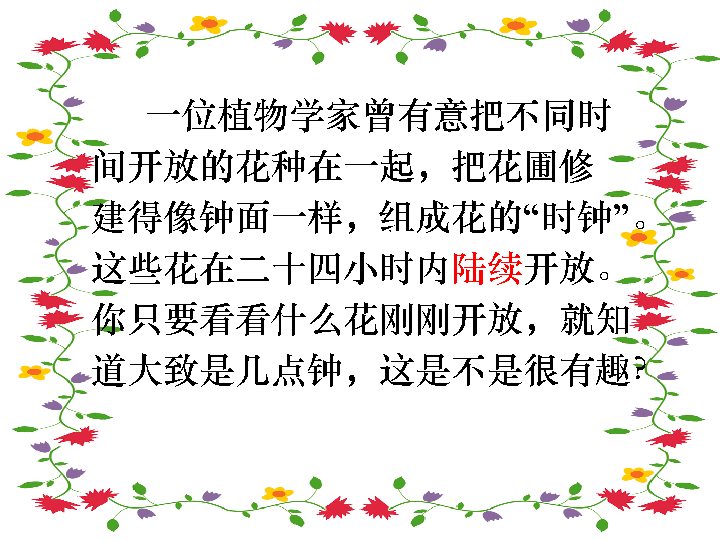 一位植物学家曾有意把不同时
间开放的花种在一起，把花圃修
建得像钟面一样，组成花的“时钟”。
这些花在二十四小时内陆续开放。
你只要看看什么花刚刚开放，就知
道大致是几点钟，这是不是很有趣？